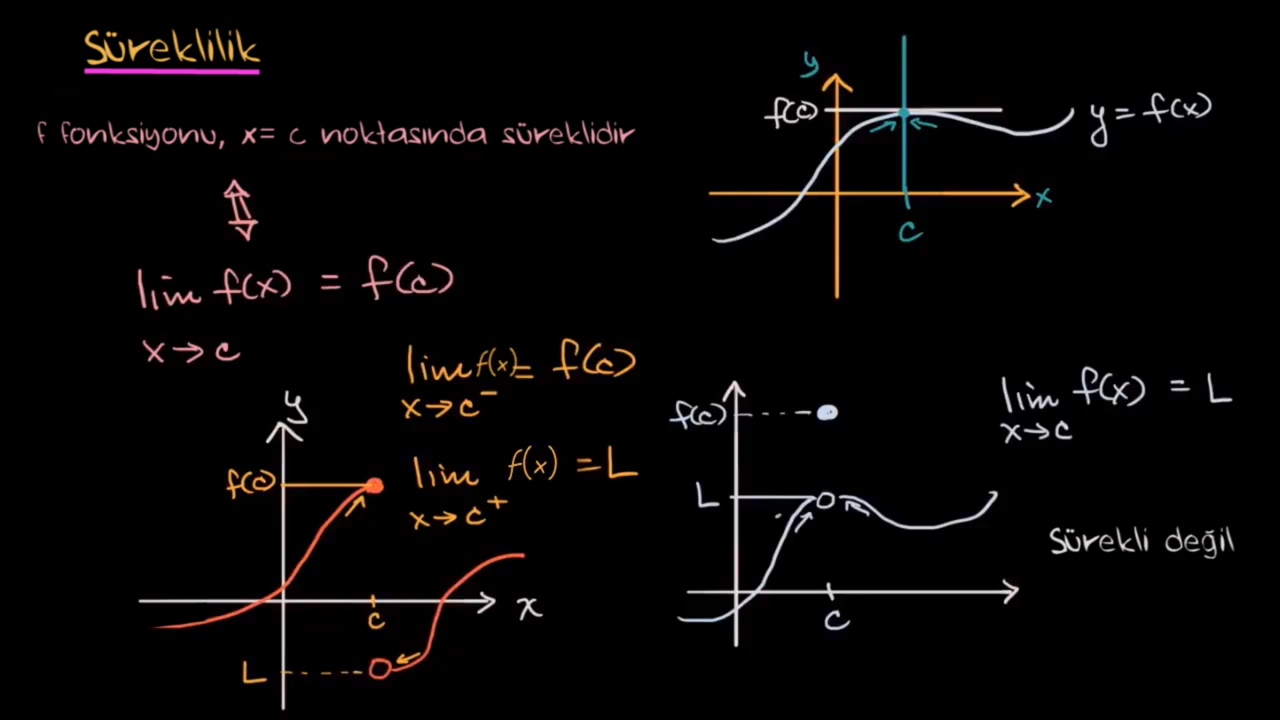 Süreklilik
f fonksiyonu, x= c noktasında süreklidir
lim f(x) = f(c)
x→c
y
f(c)
y = f(x)
x
c
lim f(x) = f(c)
x→c⁻
lim f(x) = L
x→c⁺
y
f(c)
c
x
L
f(c)
L
c
lim f(x) = L
x→c
sürekli değil